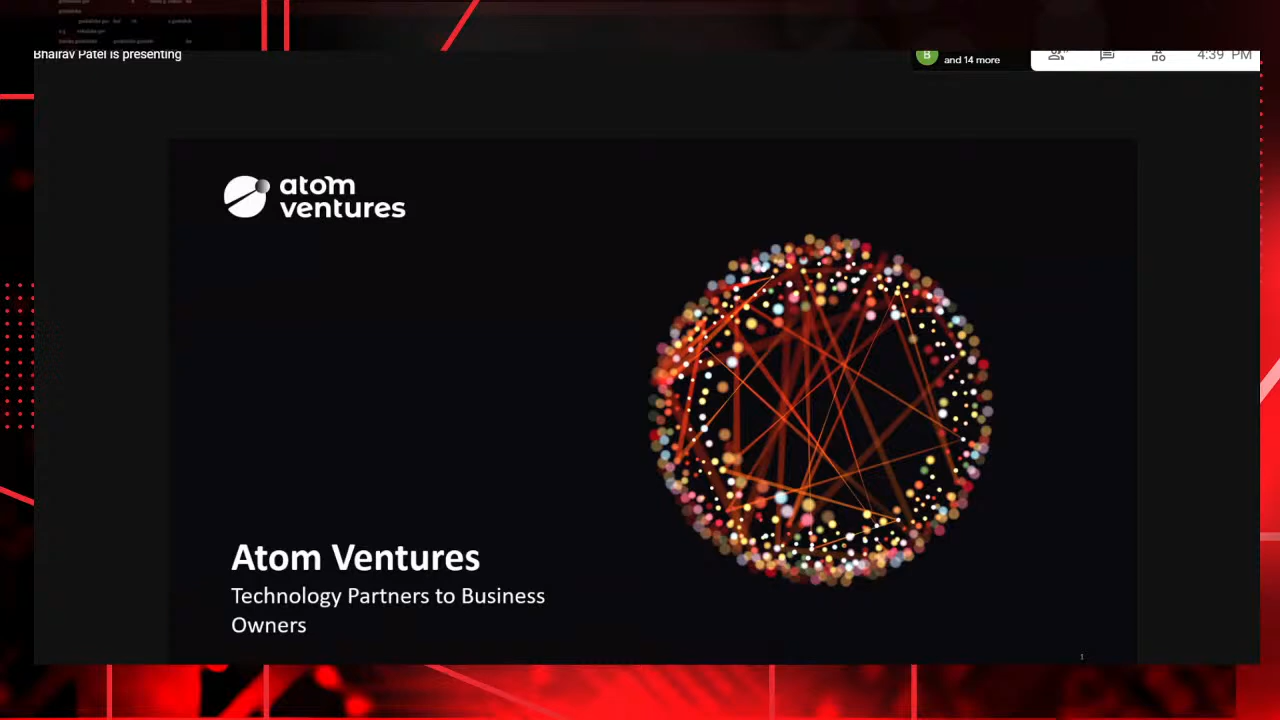 Bhairav Patel is presenting
B
and 14 more
4:39 PM
atom
ventures
Atom Ventures
Technology Partners to Business
Owners
1